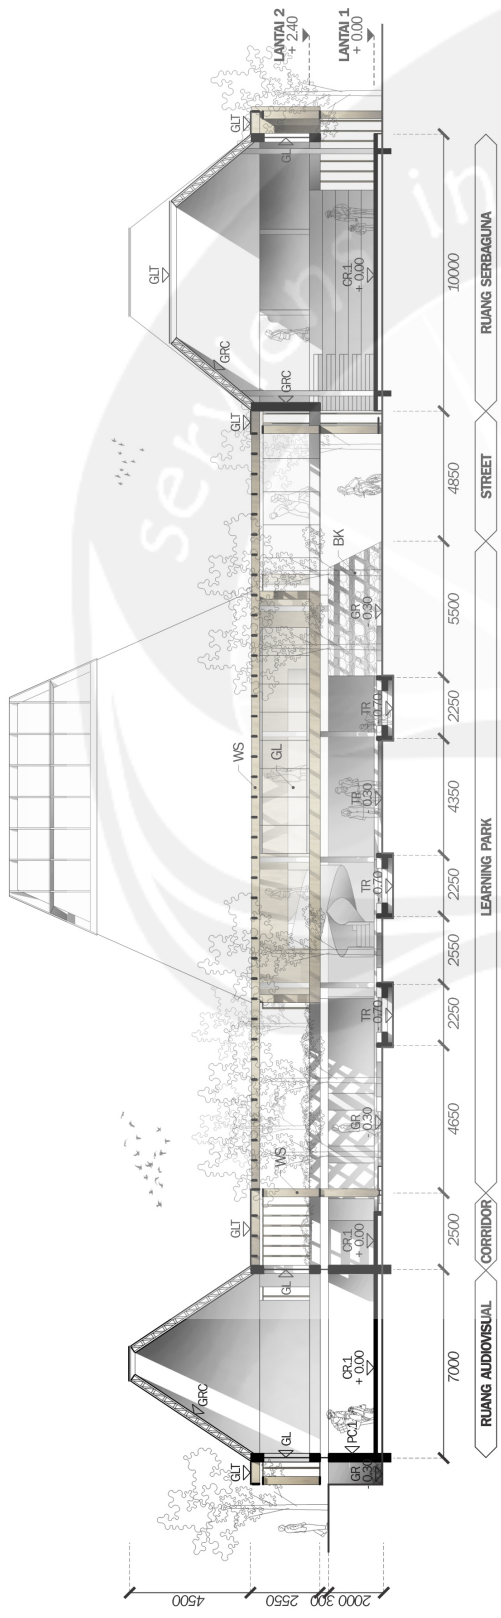 LANTAI 2
+ 2.40
LANTAI 1
+ 0.00
GLT
GL
GLT
CR.1
+ 0.00
GRC
GRC
GLT
BK
GR
- 0.30
TR
- 0.70
WS
GL
TR
- 0.30
TR
- 0.70
TR
- 0.70
GR
- 0.30
WS
GLT
CR.1
+ 0.00
GL
GRC
CR.1
+ 0.00
GL
PC.1
GLT
GR
- 0.30
10000
4850
5500
2250
4350
2250
2550
2250
4650
2500
7000
RUANG SERBAGUNA
STREET
LEARNING PARK
CORRIDOR
RUANG AUDIOVISUAL
4500
2550
300
2000
serviens in